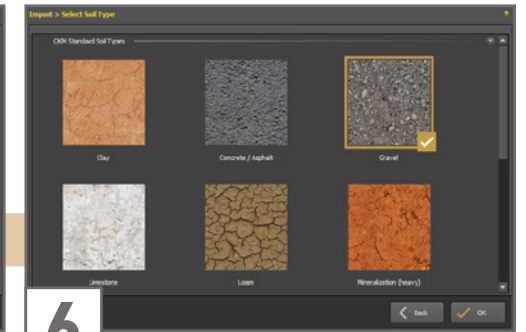 Import > Select Soil Type
OKM Standard Soil Types
Clay
Concrete / Asphalt
Gravel
Limestone
Loam
Mineralization (heavy)
Back
OK
6